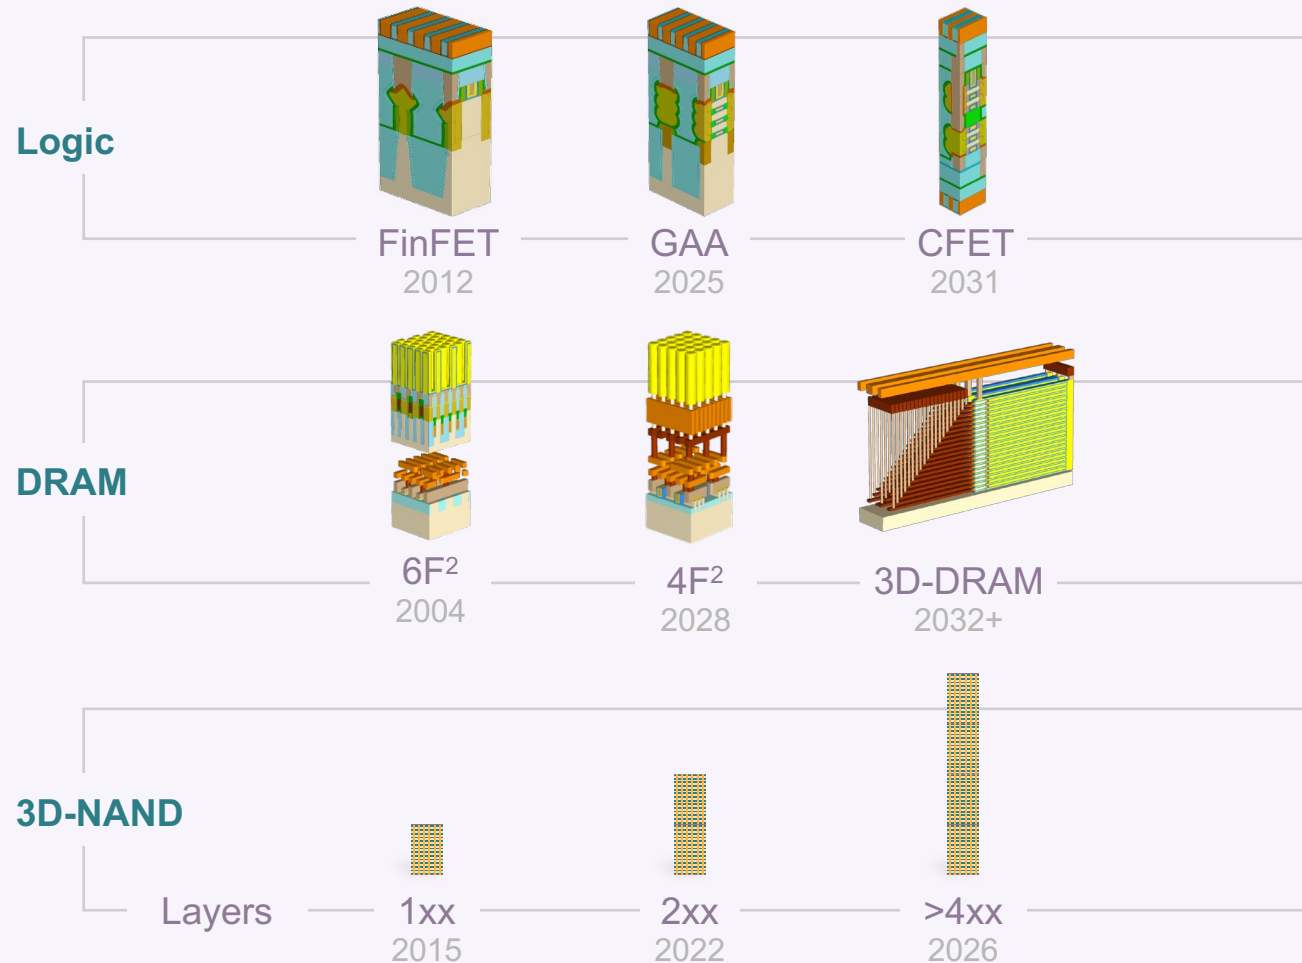 Logic
FinFET GAA CFET
2012 2025 2031
DRAM
6F² 4F² 3D-DRAM
2004 2028 2032+
3D-NAND
Layers 1xx 2xx >4xx
2015 2022 2026